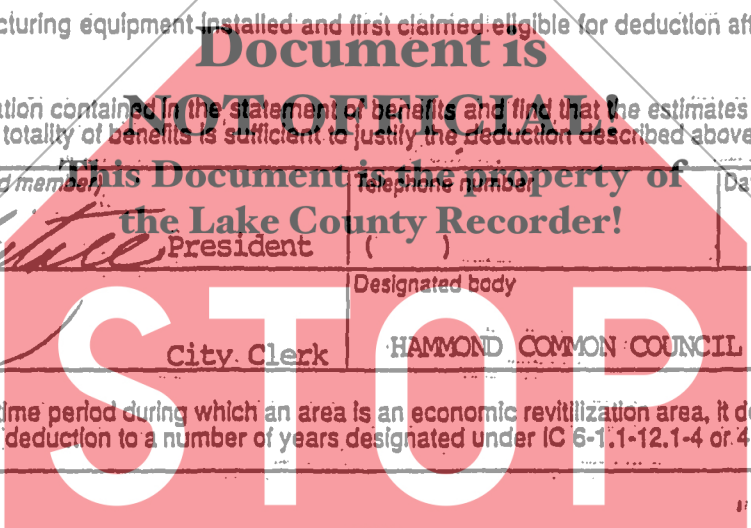 cturing equipment installed and first claimed eligible for deduction aft
Document is
NOT OFFICIAL!
ation contained in the statement of benefits and find that the estimates
totality of benefits is sufficient to justify the deduction described above
This Document is the property of
the Lake County Recorder!
d member)
Telephone number
Da
President
( )
Designated body
City Clerk
HAMMOND COMMON COUNCIL
STOP
time period during which an area is an economic revitilization area, it d
deduction to a number of years designated under IC 6-1.1-12.1-4 or 4